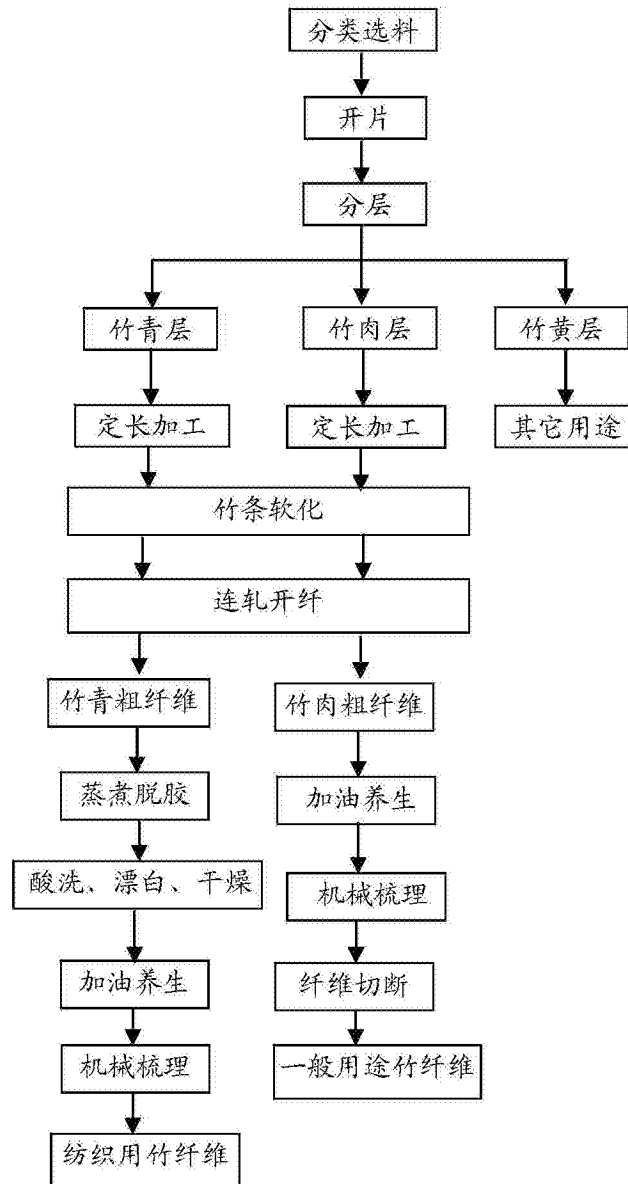 分类选料
开片
分层
竹青层
竹肉层
竹黄层
定长加工
定长加工
其它用途
竹条软化
连轧开纤
竹青粗纤维
竹肉粗纤维
蒸煮脱胶
加油养生
酸洗、漂白、干燥
机械梳理
加油养生
纤维切断
机械梳理
一般用途竹纤维
纺织用竹纤维